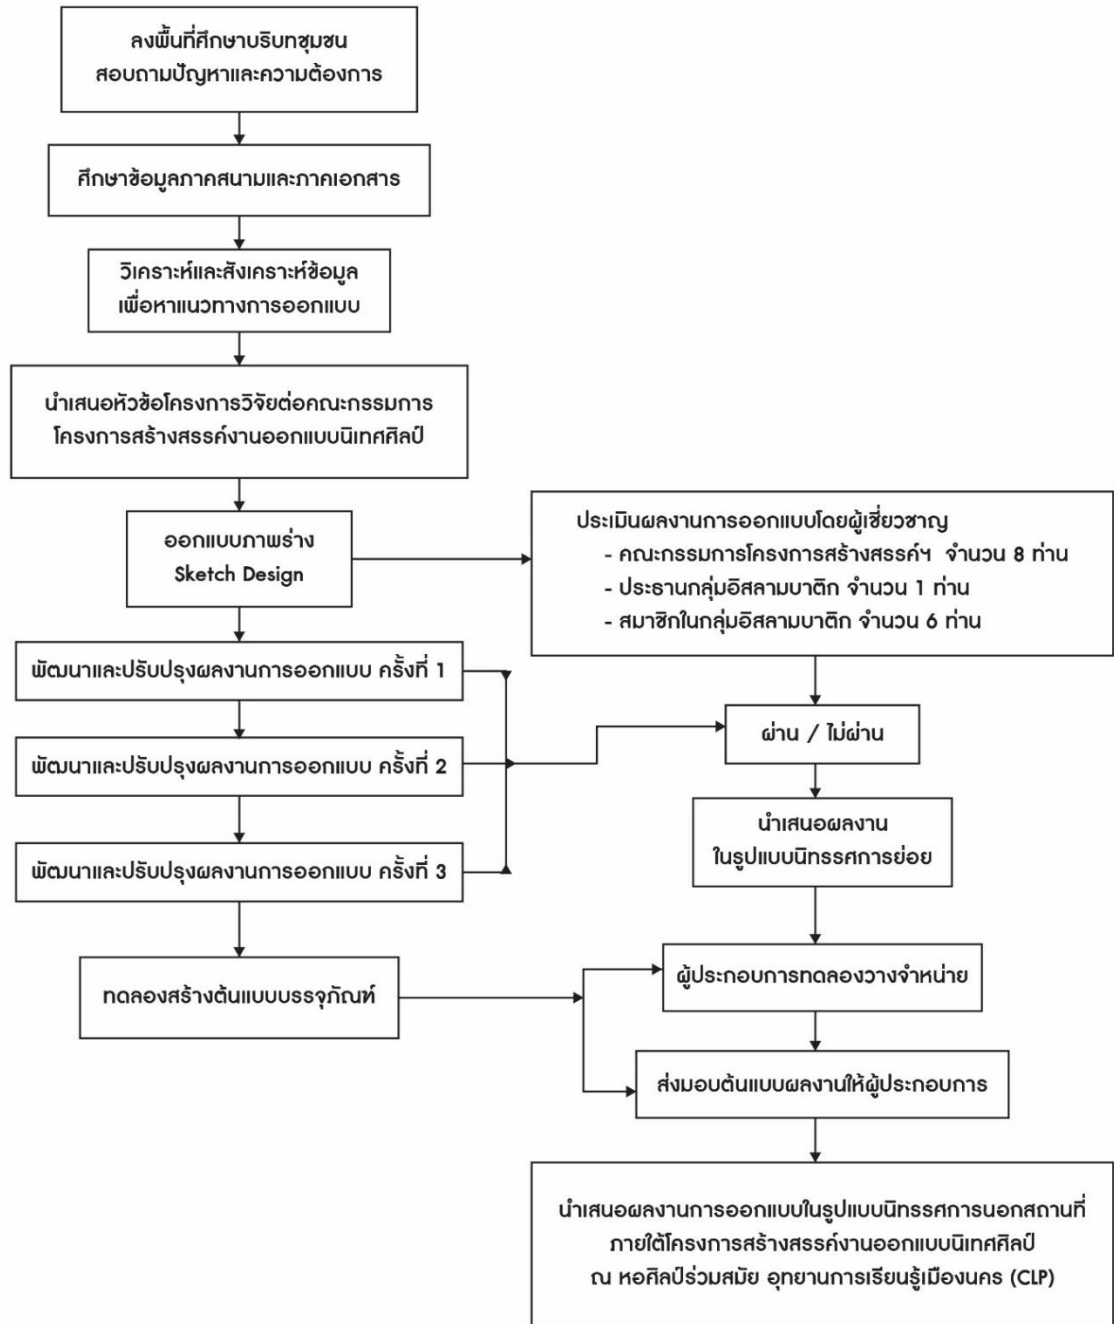 ลงพื้นที่ศึกษาบริบทชุมชน
สอบถามปัญหาและความต้องการ
ศึกษาข้อมูลภาคสนามและภาคเอกสาร
วิเคราะห์และสังเคราะห์ข้อมูล
เพื่อหาแนวทางการออกแบบ
นำเสนอหัวข้อโครงการวิจัยต่อคณะกรรมการ
โครงการสร้างสรรค์งานออกแบบนิเทศศิลป์
ออกแบบภาพร่าง
Sketch Design
ประเมินผลงานการออกแบบโดยผู้เชี่ยวชาญ
- คณะกรรมการโครงการสร้างสรรค์ฯ จำนวน 8 ท่าน
- ประธานกลุ่มอิสลามบาติก จำนวน 1 ท่าน
- สมาชิกในกลุ่มอิสลามบาติก จำนวน 6 ท่าน
พัฒนาและปรับปรุงผลงานการออกแบบ ครั้งที่ 1
พัฒนาและปรับปรุงผลงานการออกแบบ ครั้งที่ 2
พัฒนาและปรับปรุงผลงานการออกแบบ ครั้งที่ 3
ผ่าน / ไม่ผ่าน
นำเสนอผลงาน
ในรูปแบบนิทรรศการย่อย
ทดลองสร้างต้นแบบบรรจุภัณฑ์
ผู้ประกอบการทดลองวางจำหน่าย
ส่งมอบต้นแบบผลงานให้ผู้ประกอบการ
นำเสนอผลงานการออกแบบในรูปแบบนิทรรศการนอกสถานที่
ภายใต้โครงการสร้างสรรค์งานออกแบบนิเทศศิลป์
ณ หอศิลป์ร่วมสมัย อุทยานการเรียนรู้เมืองนคร (CLP)